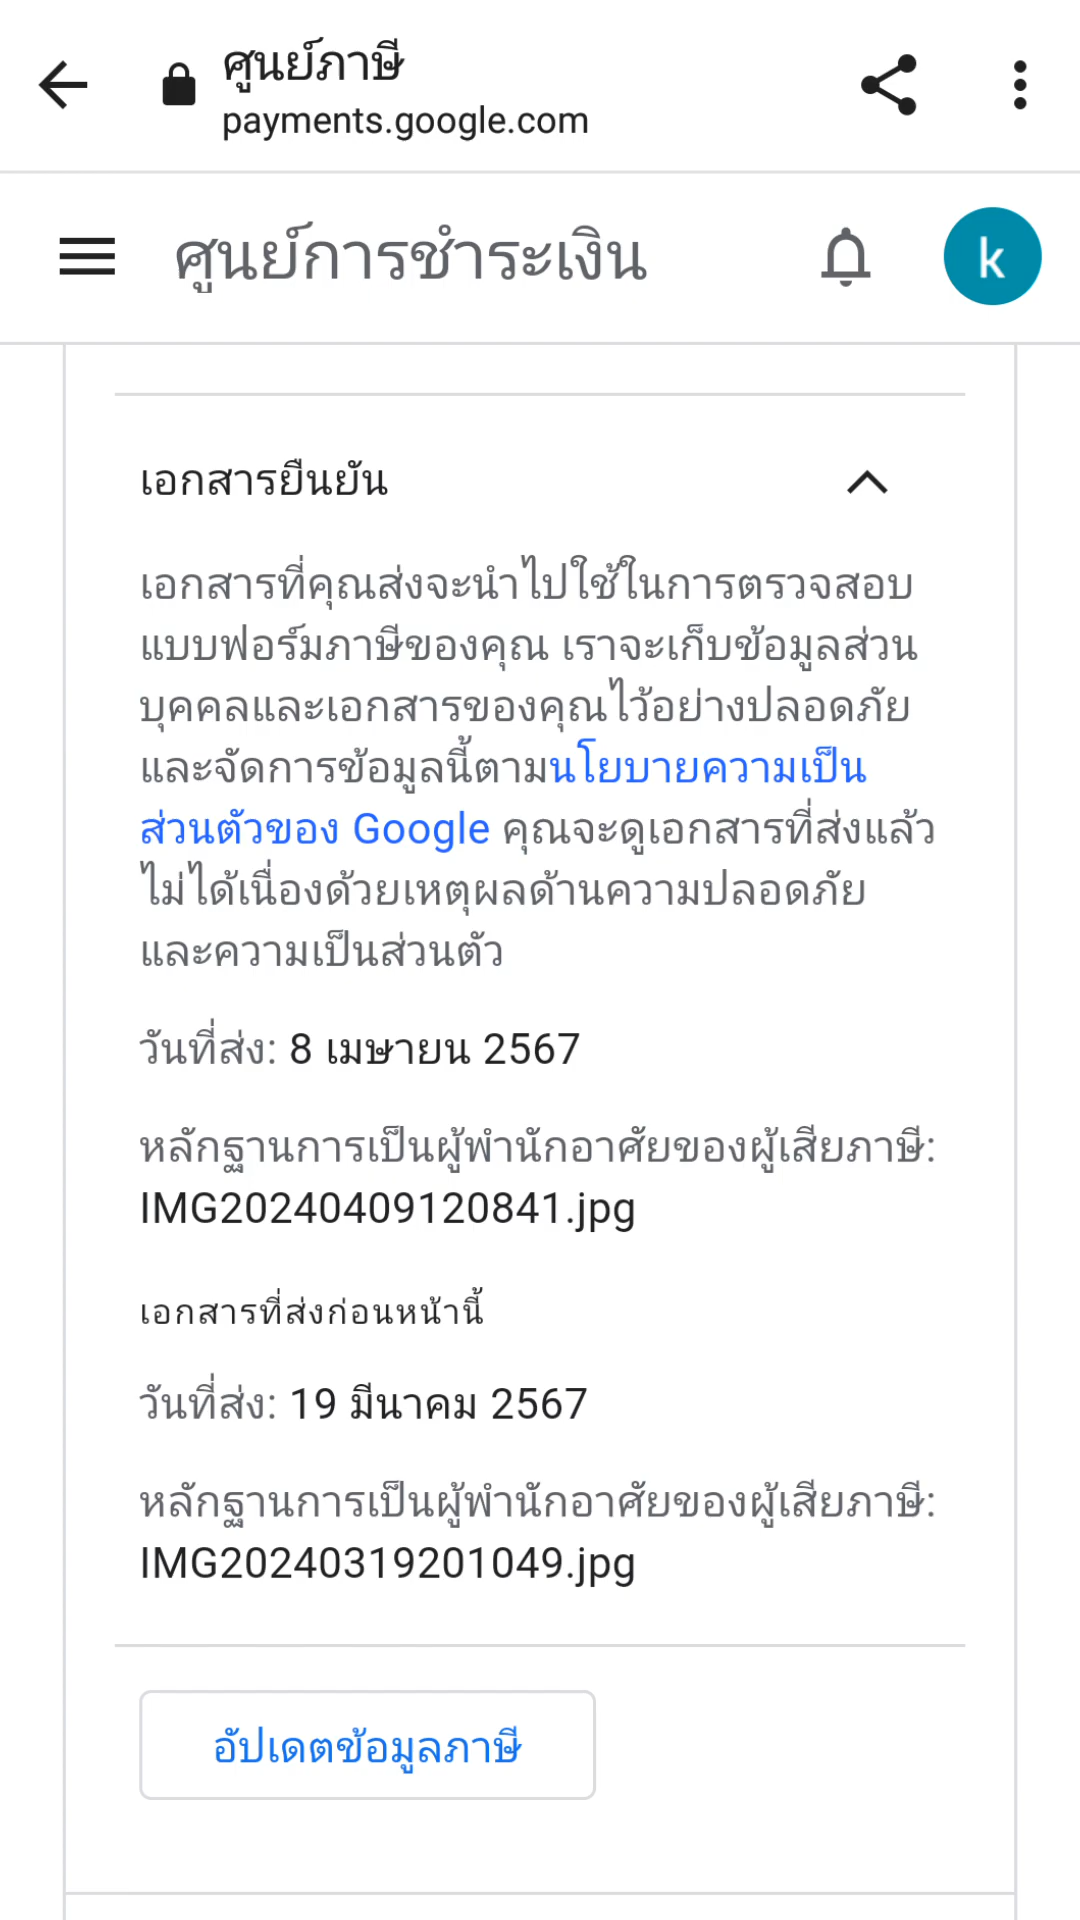 ศูนย์ภาษี
payments.google.com
ศูนย์การชำระเงิน
k
เอกสารยืนยัน
เอกสารที่คุณส่งจะนำไปใช้ในการตรวจสอบ
แบบฟอร์มภาษีของคุณ เราจะเก็บข้อมูลส่วน
บุคคลและเอกสารของคุณไว้อย่างปลอดภัย
และจัดการข้อมูลนี้ตามนโยบายความเป็น
ส่วนตัวของ Google คุณจะดูเอกสารที่ส่งแล้ว
ไม่ได้เนื่องด้วยเหตุผลด้านความปลอดภัย
และความเป็นส่วนตัว
วันที่ส่ง: 8 เมษายน 2567
หลักฐานการเป็นผู้พำนักอาศัยของผู้เสียภาษี:
IMG20240409120841.jpg
เอกสารที่ส่งก่อนหน้านี้
วันที่ส่ง: 19 มีนาคม 2567
หลักฐานการเป็นผู้พำนักอาศัยของผู้เสียภาษี:
IMG20240319201049.jpg
อัปเดตข้อมูลภาษี